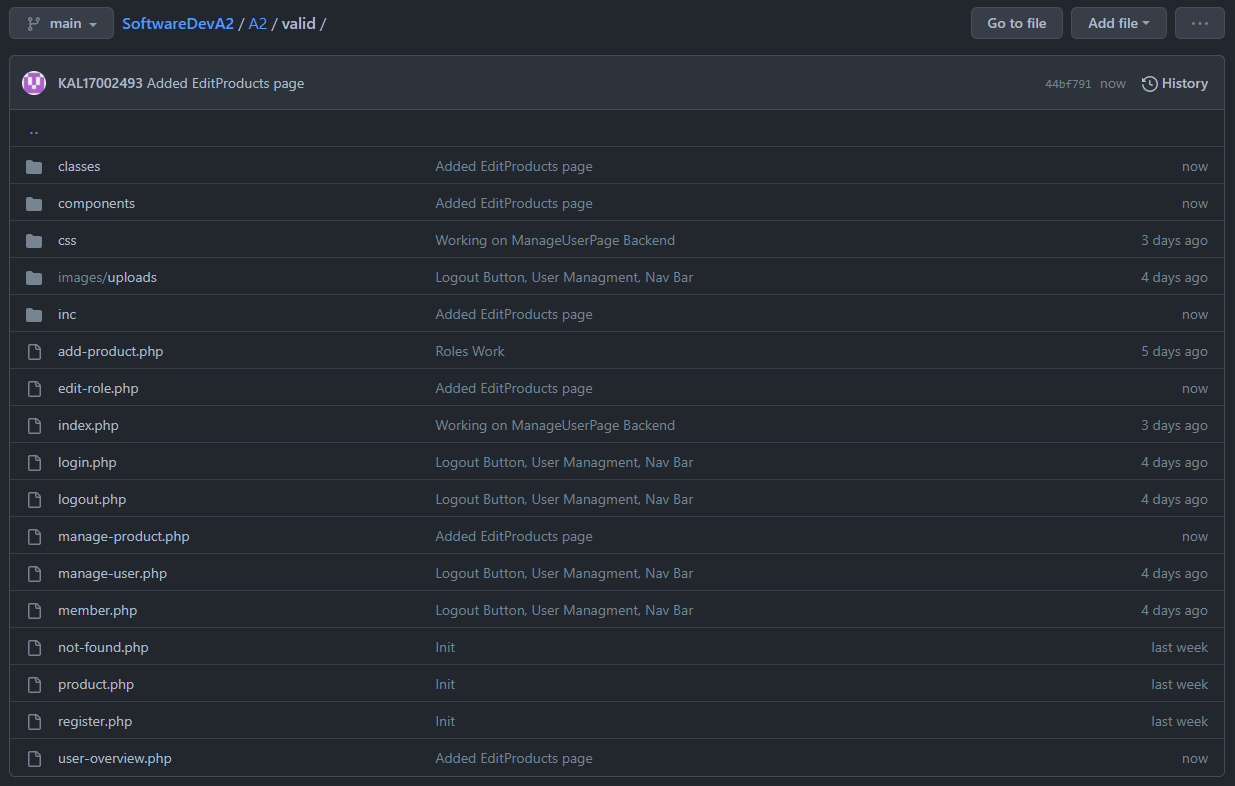 main SoftwareDevA2 / A2 / valid / Go to file Add file ...
KAL17002493 Added EditProducts page 44bf791 now History
..
classes Added EditProducts page now
components Added EditProducts page now
css Working on ManageUserPage Backend 3 days ago
images/uploads Logout Button, User Managment, Nav Bar 4 days ago
inc Added EditProducts page now
add-product.php Roles Work 5 days ago
edit-role.php Added EditProducts page now
index.php Working on ManageUserPage Backend 3 days ago
login.php Logout Button, User Managment, Nav Bar 4 days ago
logout.php Logout Button, User Managment, Nav Bar 4 days ago
manage-product.php Added EditProducts page now
manage-user.php Logout Button, User Managment, Nav Bar 4 days ago
member.php Logout Button, User Managment, Nav Bar 4 days ago
not-found.php Init last week
product.php Init last week
register.php Init last week
user-overview.php Added EditProducts page now